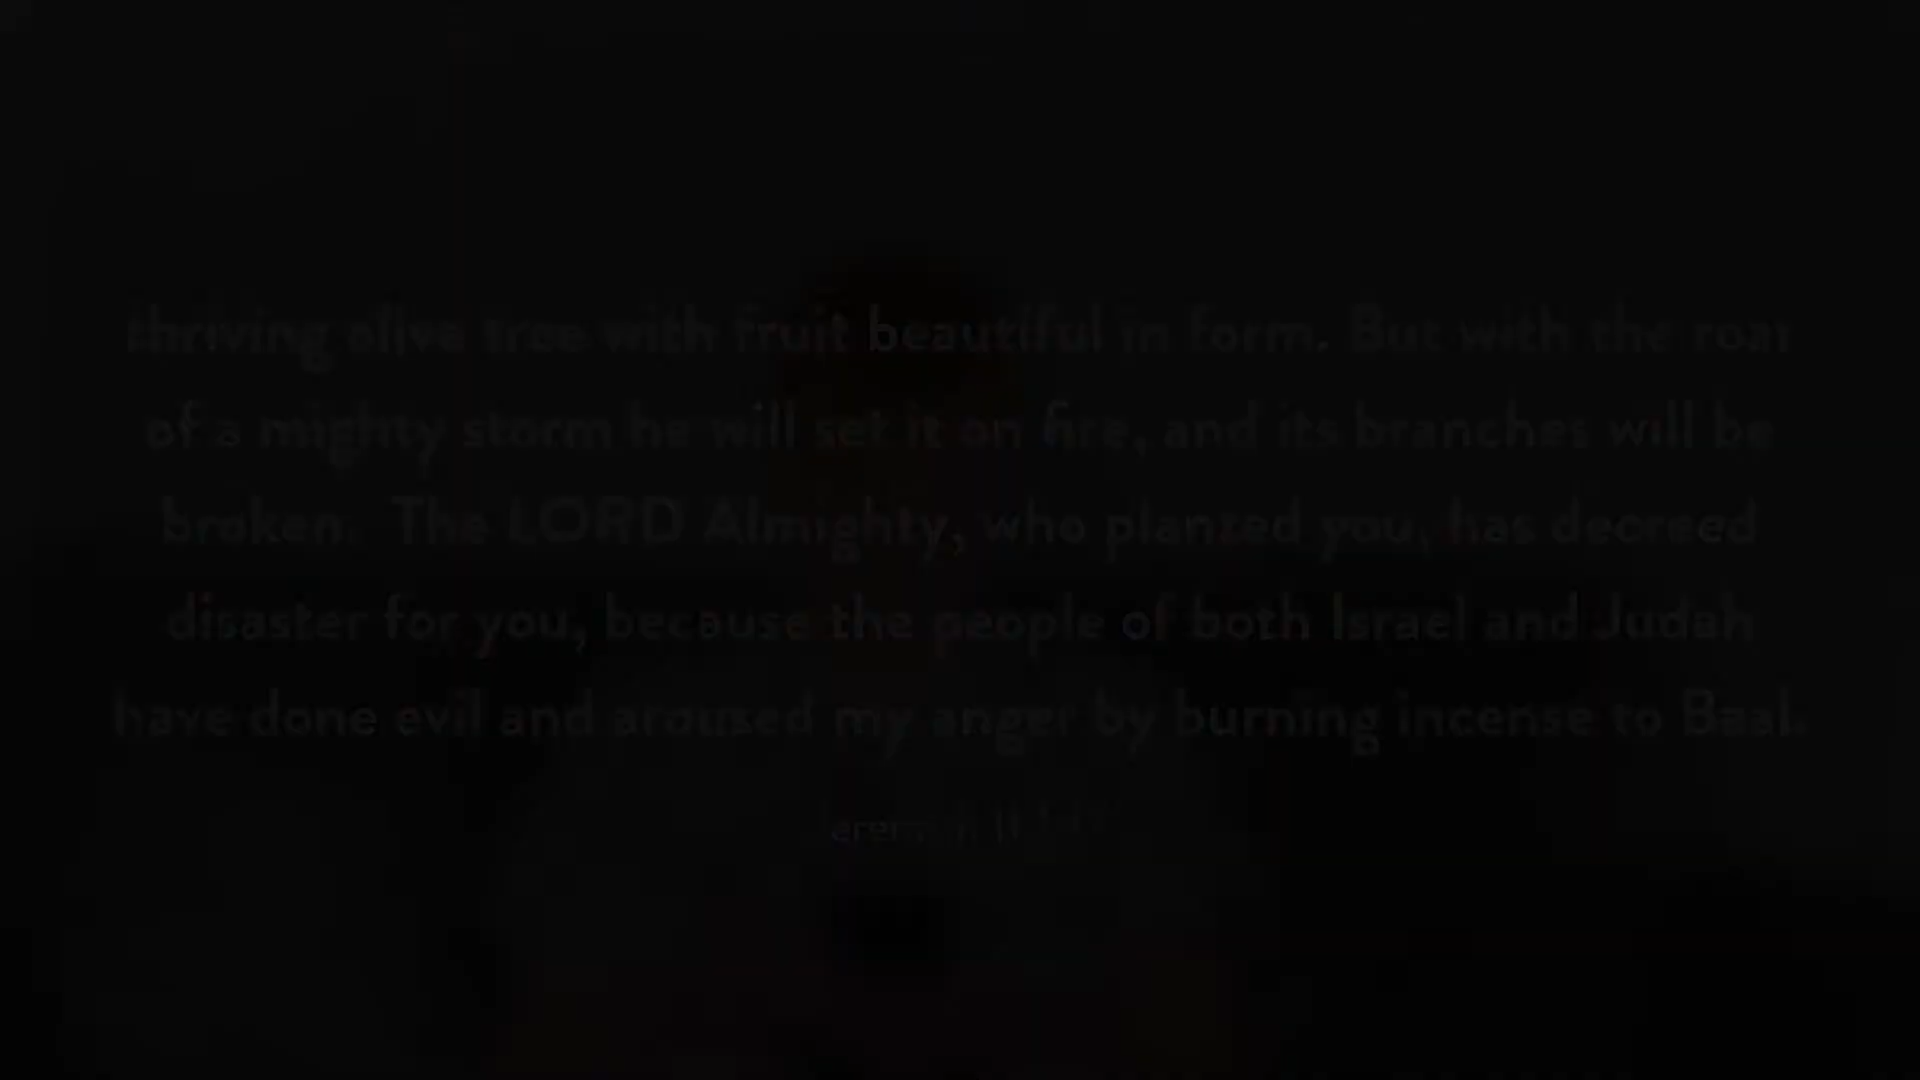 thriving olive tree with fruit beautiful in form. But with the roar
of a mighty storm he will set it on fire, and its branches will be
broken. The LORD Almighty, who planted you, has decreed
disaster for you, because the people of both Israel and Judah
have done evil and aroused my anger by burning incense to Baal.